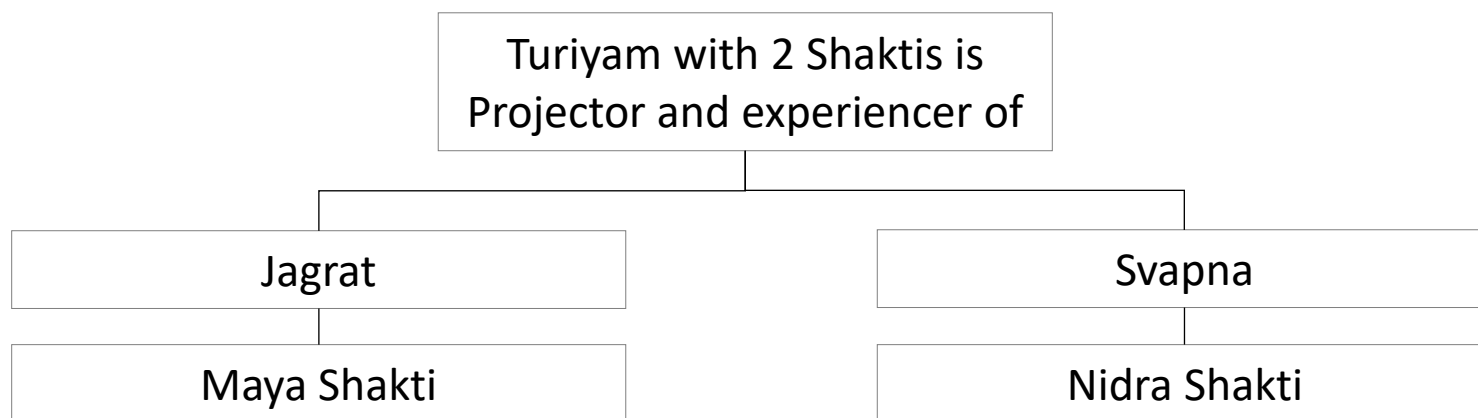 Turiyam with 2 Shaktis is
Projector and experiencer of
Jagrat
Svapna
Maya Shakti
Nidra Shakti